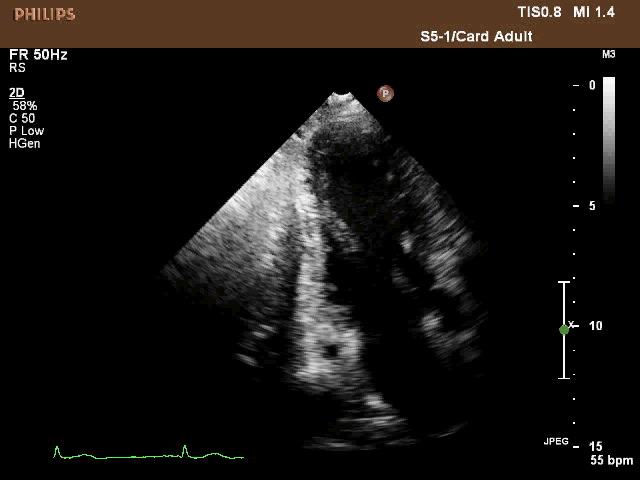 PHILIPS
TIS0.8 MI 1.4
S5-1/Card Adult
FR 50Hz
RS
2D
58%
C 50
P Low
HGen
P
M3
0
5
X
10
JPEG
15
55 bpm